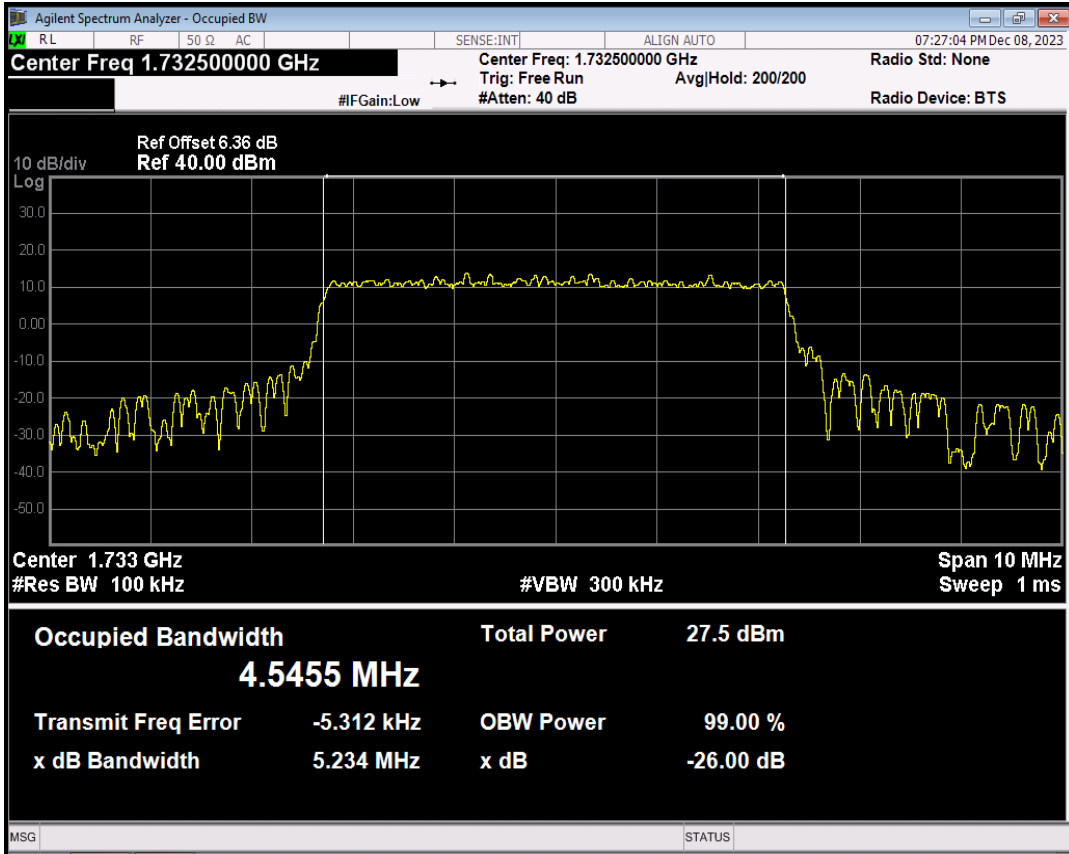 Agilent Spectrum Analyzer - Occupied BW
LXI RL RF 50 Ω AC SENSE:INT ALIGN AUTO 07:27:04 PM Dec 08, 2023
Center Freq 1.732500000 GHz Center Freq: 1.732500000 GHz Radio Std: None
Trig: Free Run Avg|Hold: 200/200
#IFGain:Low #Atten: 40 dB Radio Device: BTS
Ref Offset 6.36 dB
10 dB/div Ref 40.00 dBm
Log
30.0
20.0
10.0
0.00
-10.0
-20.0
-30.0
-40.0
-50.0
Center 1.733 GHz Span 10 MHz
#Res BW 100 kHz #VBW 300 kHz Sweep 1 ms
Occupied Bandwidth Total Power 27.5 dBm
4.5455 MHz
Transmit Freq Error -5.312 kHz OBW Power 99.00 %
x dB Bandwidth 5.234 MHz x dB -26.00 dB
MSG STATUS